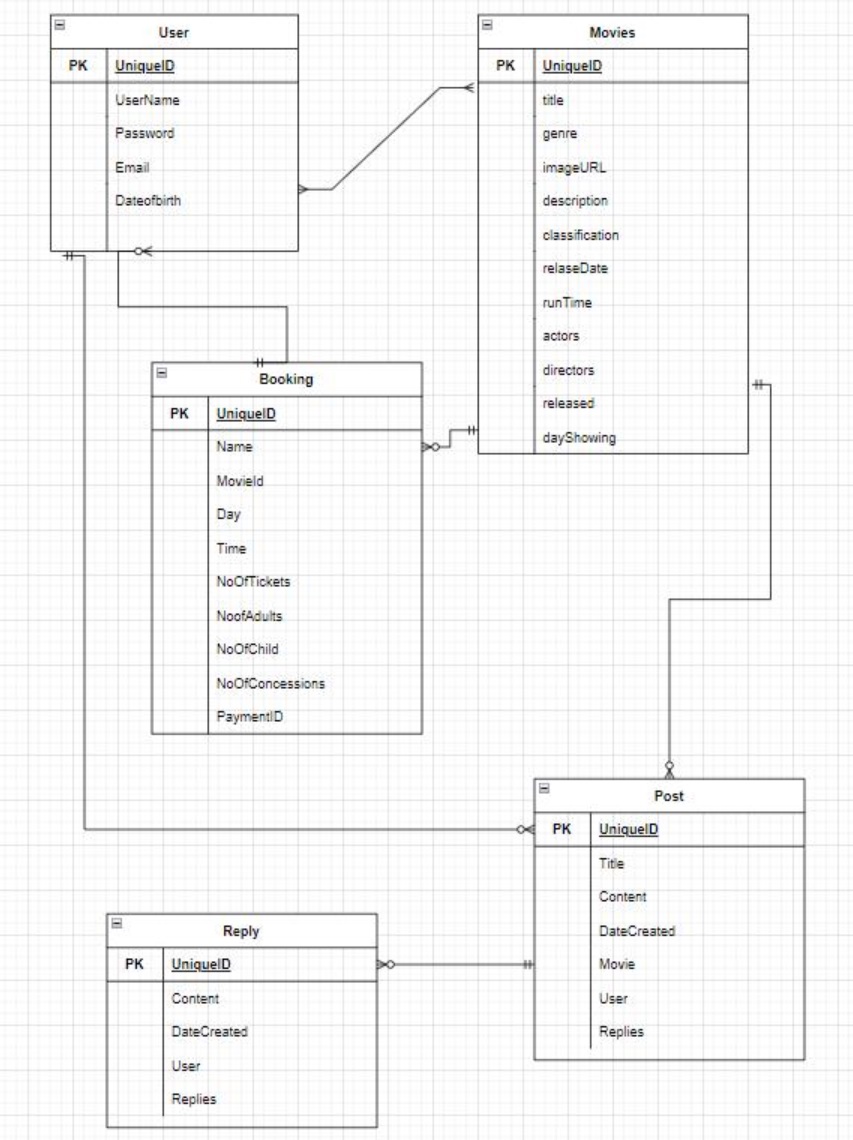 User
PK UniqueID
UserName
Password
Email
Dateofbirth
Movies
PK UniqueID
title
genre
imageURL
description
classification
relaseDate
runTime
actors
directors
released
dayShowing
Booking
PK UniqueID
Name
MovieId
Day
Time
NoOfTickets
NoofAdults
NoOfChild
NoOfConcessions
PaymentID
Post
PK UniqueID
Title
Content
DateCreated
Movie
User
Replies
Reply
PK UniqueID
Content
DateCreated
User
Replies